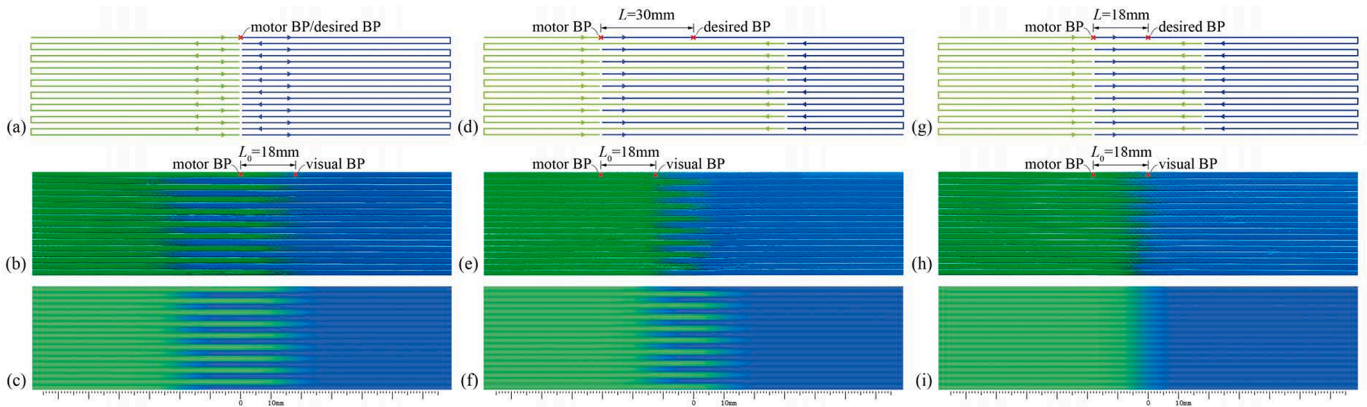 (a)
motor BP/desired BP
(b)
L₀=18mm
motor BP
visual BP
(c)
0
10mm
(d)
L=30mm
motor BP
desired BP
(e)
L₀=18mm
motor BP
visual BP
(f)
0
10mm
(g)
L=18mm
motor BP
desired BP
(h)
L₀=18mm
motor BP
visual BP
(i)
0
10mm